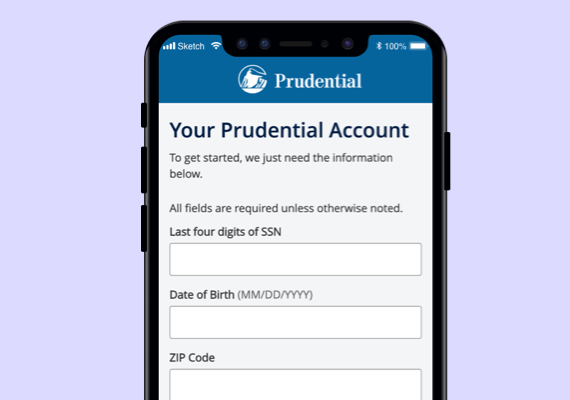 Sketch 100%
Prudential
Your Prudential Account
To get started, we just need the information
below.
All fields are required unless otherwise noted.
Last four digits of SSN
Date of Birth (MM/DD/YYYY)
ZIP Code